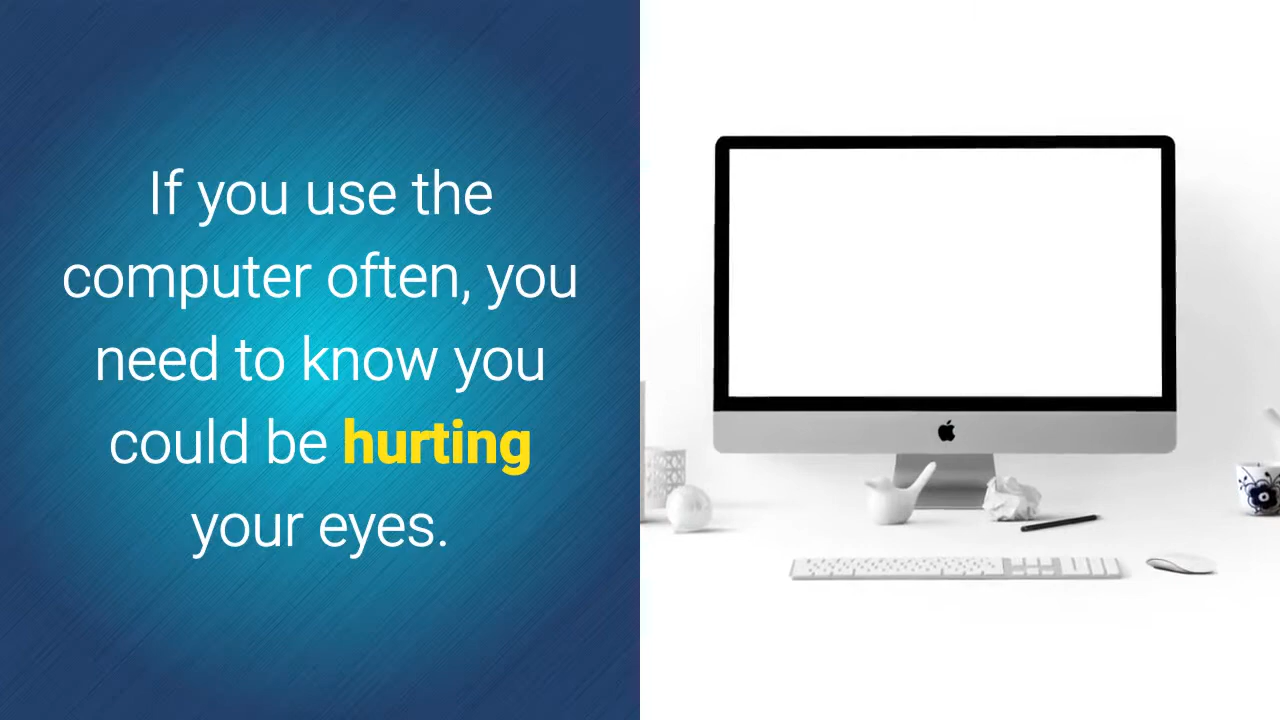 If you use the
computer often, you
need to know you
could be hurting
your eyes.